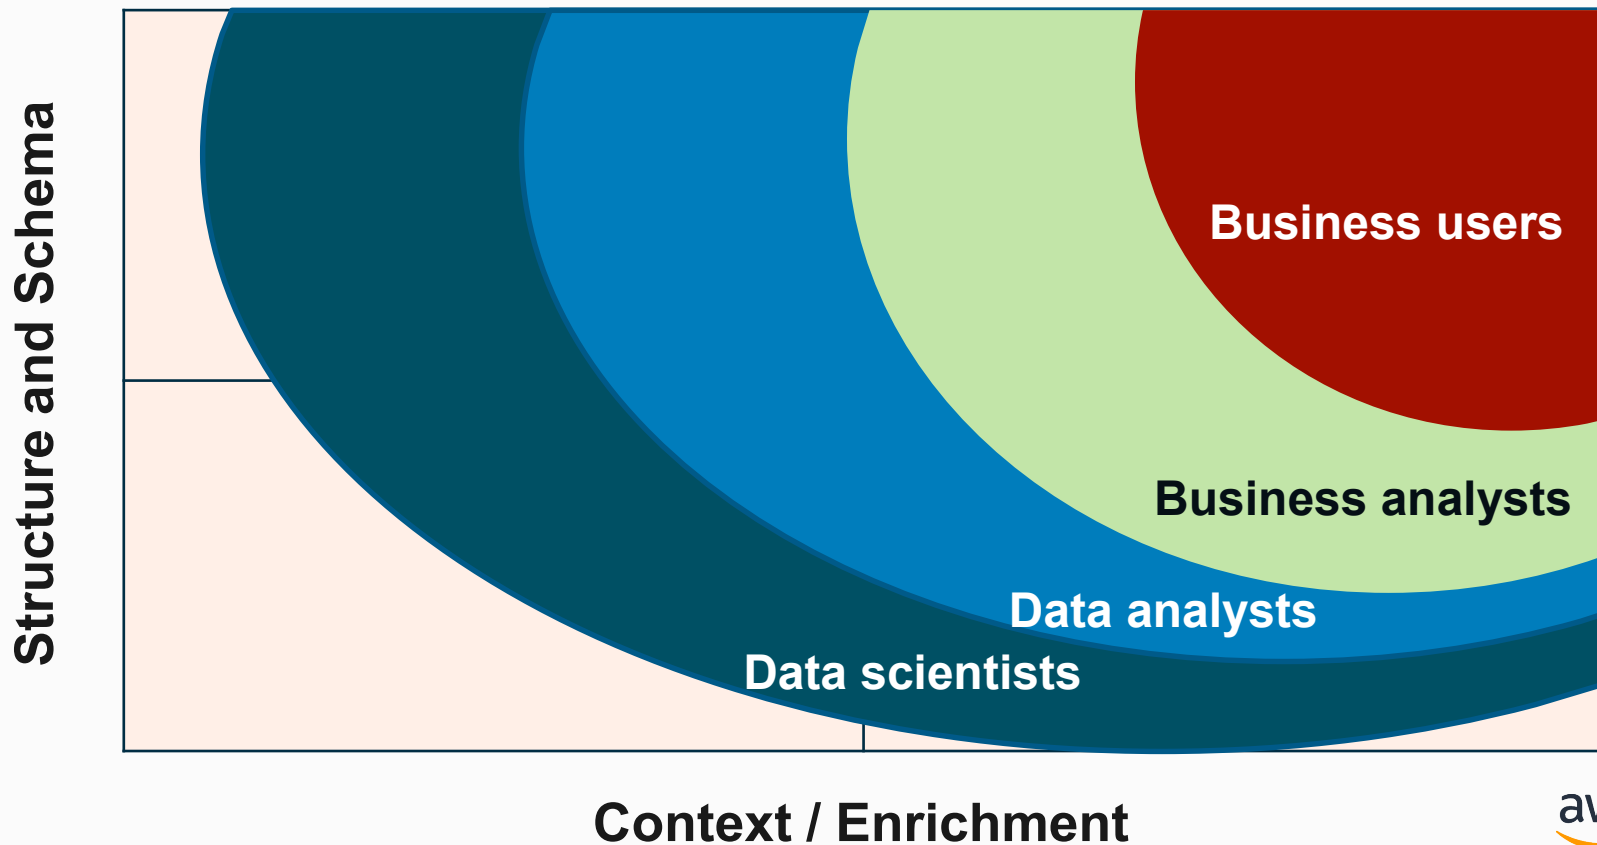 Structure and Schema
Business users
Business analysts
Data analysts
Data scientists
Context / Enrichment